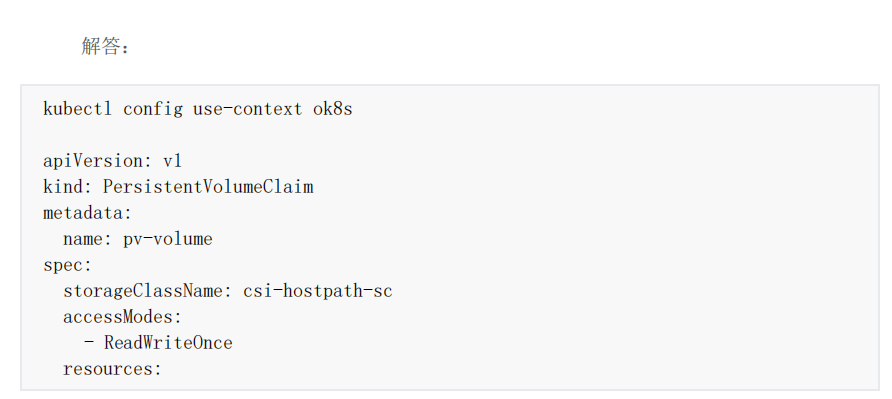 解答：
kubectl config use-context ok8s
apiVersion: v1
kind: PersistentVolumeClaim
metadata:
  name: pv-volume
spec:
  storageClassName: csi-hostpath-sc
  accessModes:
    - ReadWriteOnce
  resources: